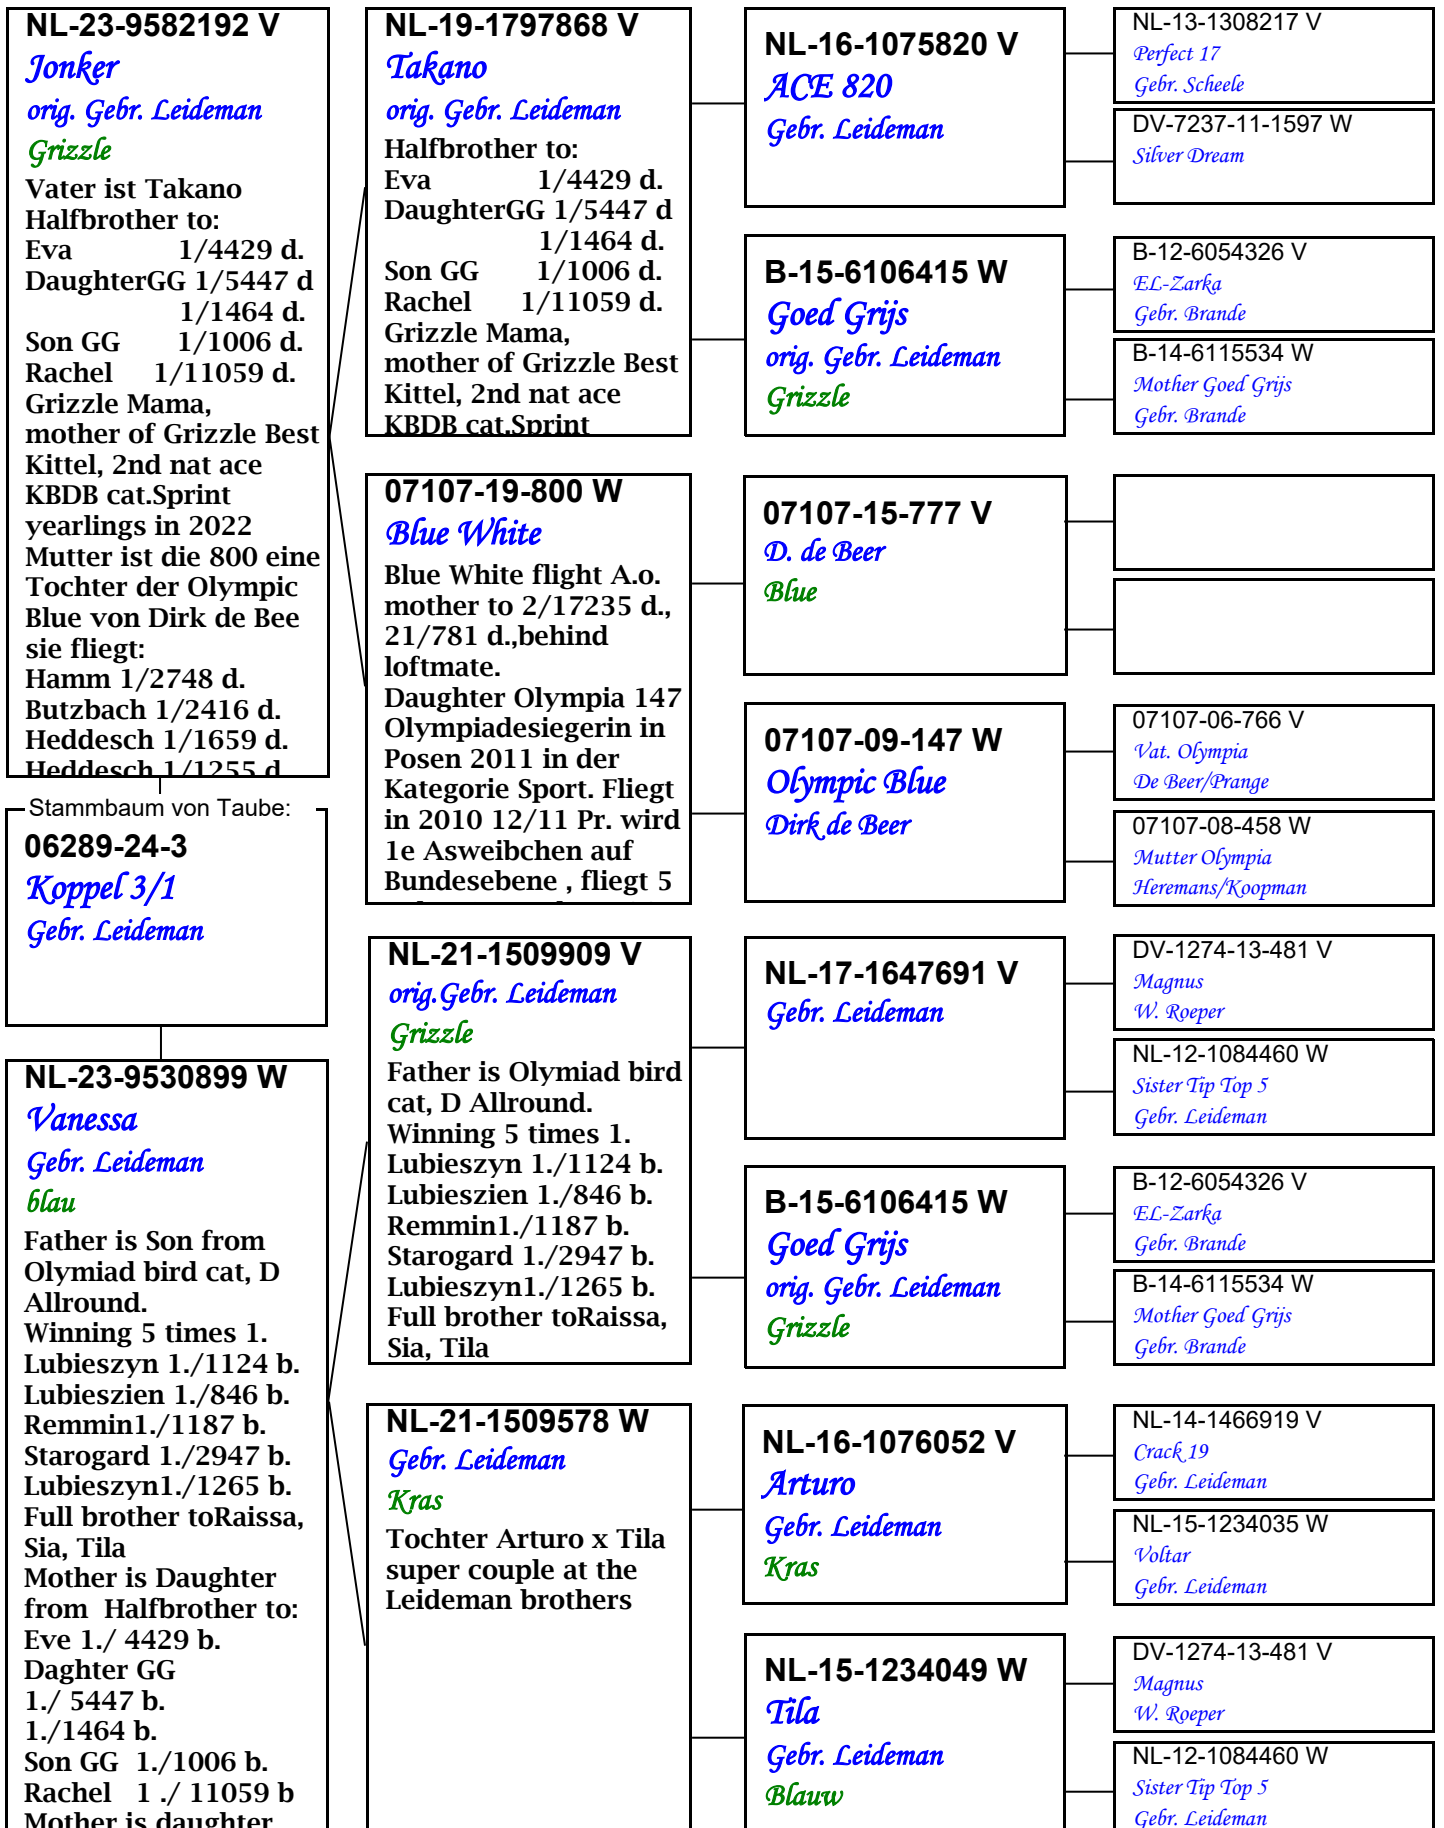 NL-23-9582192 V
Jonker
orig. Gebr. Leideman
Grizzle
Vater ist Takano
Halfbrother to:
Eva 1/4429 d.
DaughterGG 1/5447 d
1/1464 d.
Son GG 1/1006 d.
Rachel 1/11059 d.
Grizzle Mama,
mother of Grizzle Best
Kittel, 2nd nat ace
KBDB cat.Sprint
yearlings in 2022
Mutter ist die 800 eine
Tochter der Olympic
Blue von Dirk de Bee
sie fliegt:
Hamm 1/2748 d.
Butzbach 1/2416 d.
Heddesch 1/1659 d.
Heddesch 1/1255 d
Stammbaum von Taube:
06289-24-3
Koppel 3/1
Gebr. Leideman
NL-23-9530899 W
Vanessa
Gebr. Leideman
blau
Father is Son from
Olymiad bird cat, D
Allround.
Winning 5 times 1.
Lubieszyn 1./1124 b.
Lubieszien 1./846 b.
Remmin1./1187 b.
Starogard 1./2947 b.
Lubieszyn1./1265 b.
Full brother toRaissa,
Sia, Tila
Mother is Daughter
from  Halfbrother to:
Eve 1./ 4429 b.
Daghter GG
1./ 5447 b.
1./1464 b.
Son GG 1./1006 b.
Rachel 1 ./ 11059 b
Mother is daughter
NL-19-1797868 V
Takano
orig. Gebr. Leideman
Halfbrother to:
Eva 1/4429 d.
DaughterGG 1/5447 d
1/1464 d.
Son GG 1/1006 d.
Rachel 1/11059 d.
Grizzle Mama,
mother of Grizzle Best
Kittel, 2nd nat ace
KBDB cat.Sprint
07107-19-800 W
Blue White
Blue White flight A.o.
mother to 2/17235 d.,
21/781 d.,behind
loftmate.
Daughter Olympia 147
Olympiadesiegerin in
Posen 2011 in der
Kategorie Sport. Fliegt
in 2010 12/11 Pr. wird
1e Asweibchen auf
Bundesebene , fliegt 5
NL-21-1509909 V
orig.Gebr. Leideman
Grizzle
Father is Olymiad bird
cat, D Allround.
Winning 5 times 1.
Lubieszyn 1./1124 b.
Lubieszien 1./846 b.
Remmin1./1187 b.
Starogard 1./2947 b.
Lubieszyn1./1265 b.
Full brother toRaissa,
Sia, Tila
NL-21-1509578 W
Gebr. Leideman
Kras
Tochter Arturo x Tila
super couple at the
Leideman brothers
NL-16-1075820 V
ACE 820
Gebr. Leideman
B-15-6106415 W
Goed Grijs
orig. Gebr. Leideman
Grizzle
07107-15-777 V
D. de Beer
Blue
07107-09-147 W
Olympic Blue
Dirk de Beer
NL-17-1647691 V
Gebr. Leideman
B-15-6106415 W
Goed Grijs
orig. Gebr. Leideman
Grizzle
NL-16-1076052 V
Arturo
Gebr. Leideman
Kras
NL-15-1234049 W
Tila
Gebr. Leideman
Blauw
NL-13-1308217 V
Perfect 17
Gebr. Scheele
DV-7237-11-1597 W
Silver Dream
B-12-6054326 V
EL-Zarka
Gebr. Brande
B-14-6115534 W
Mother Goed Grijs
Gebr. Brande
07107-06-766 V
Vat. Olympia
De Beer/Prange
07107-08-458 W
Mutter Olympia
Heremans/Koopman
DV-1274-13-481 V
Magnus
W. Roeper
NL-12-1084460 W
Sister Tip Top 5
Gebr. Leideman
B-12-6054326 V
EL-Zarka
Gebr. Brande
B-14-6115534 W
Mother Goed Grijs
Gebr. Brande
NL-14-1466919 V
Crack 19
Gebr. Leideman
NL-15-1234035 W
Voltar
Gebr. Leideman
DV-1274-13-481 V
Magnus
W. Roeper
NL-12-1084460 W
Sister Tip Top 5
Gebr. Leideman